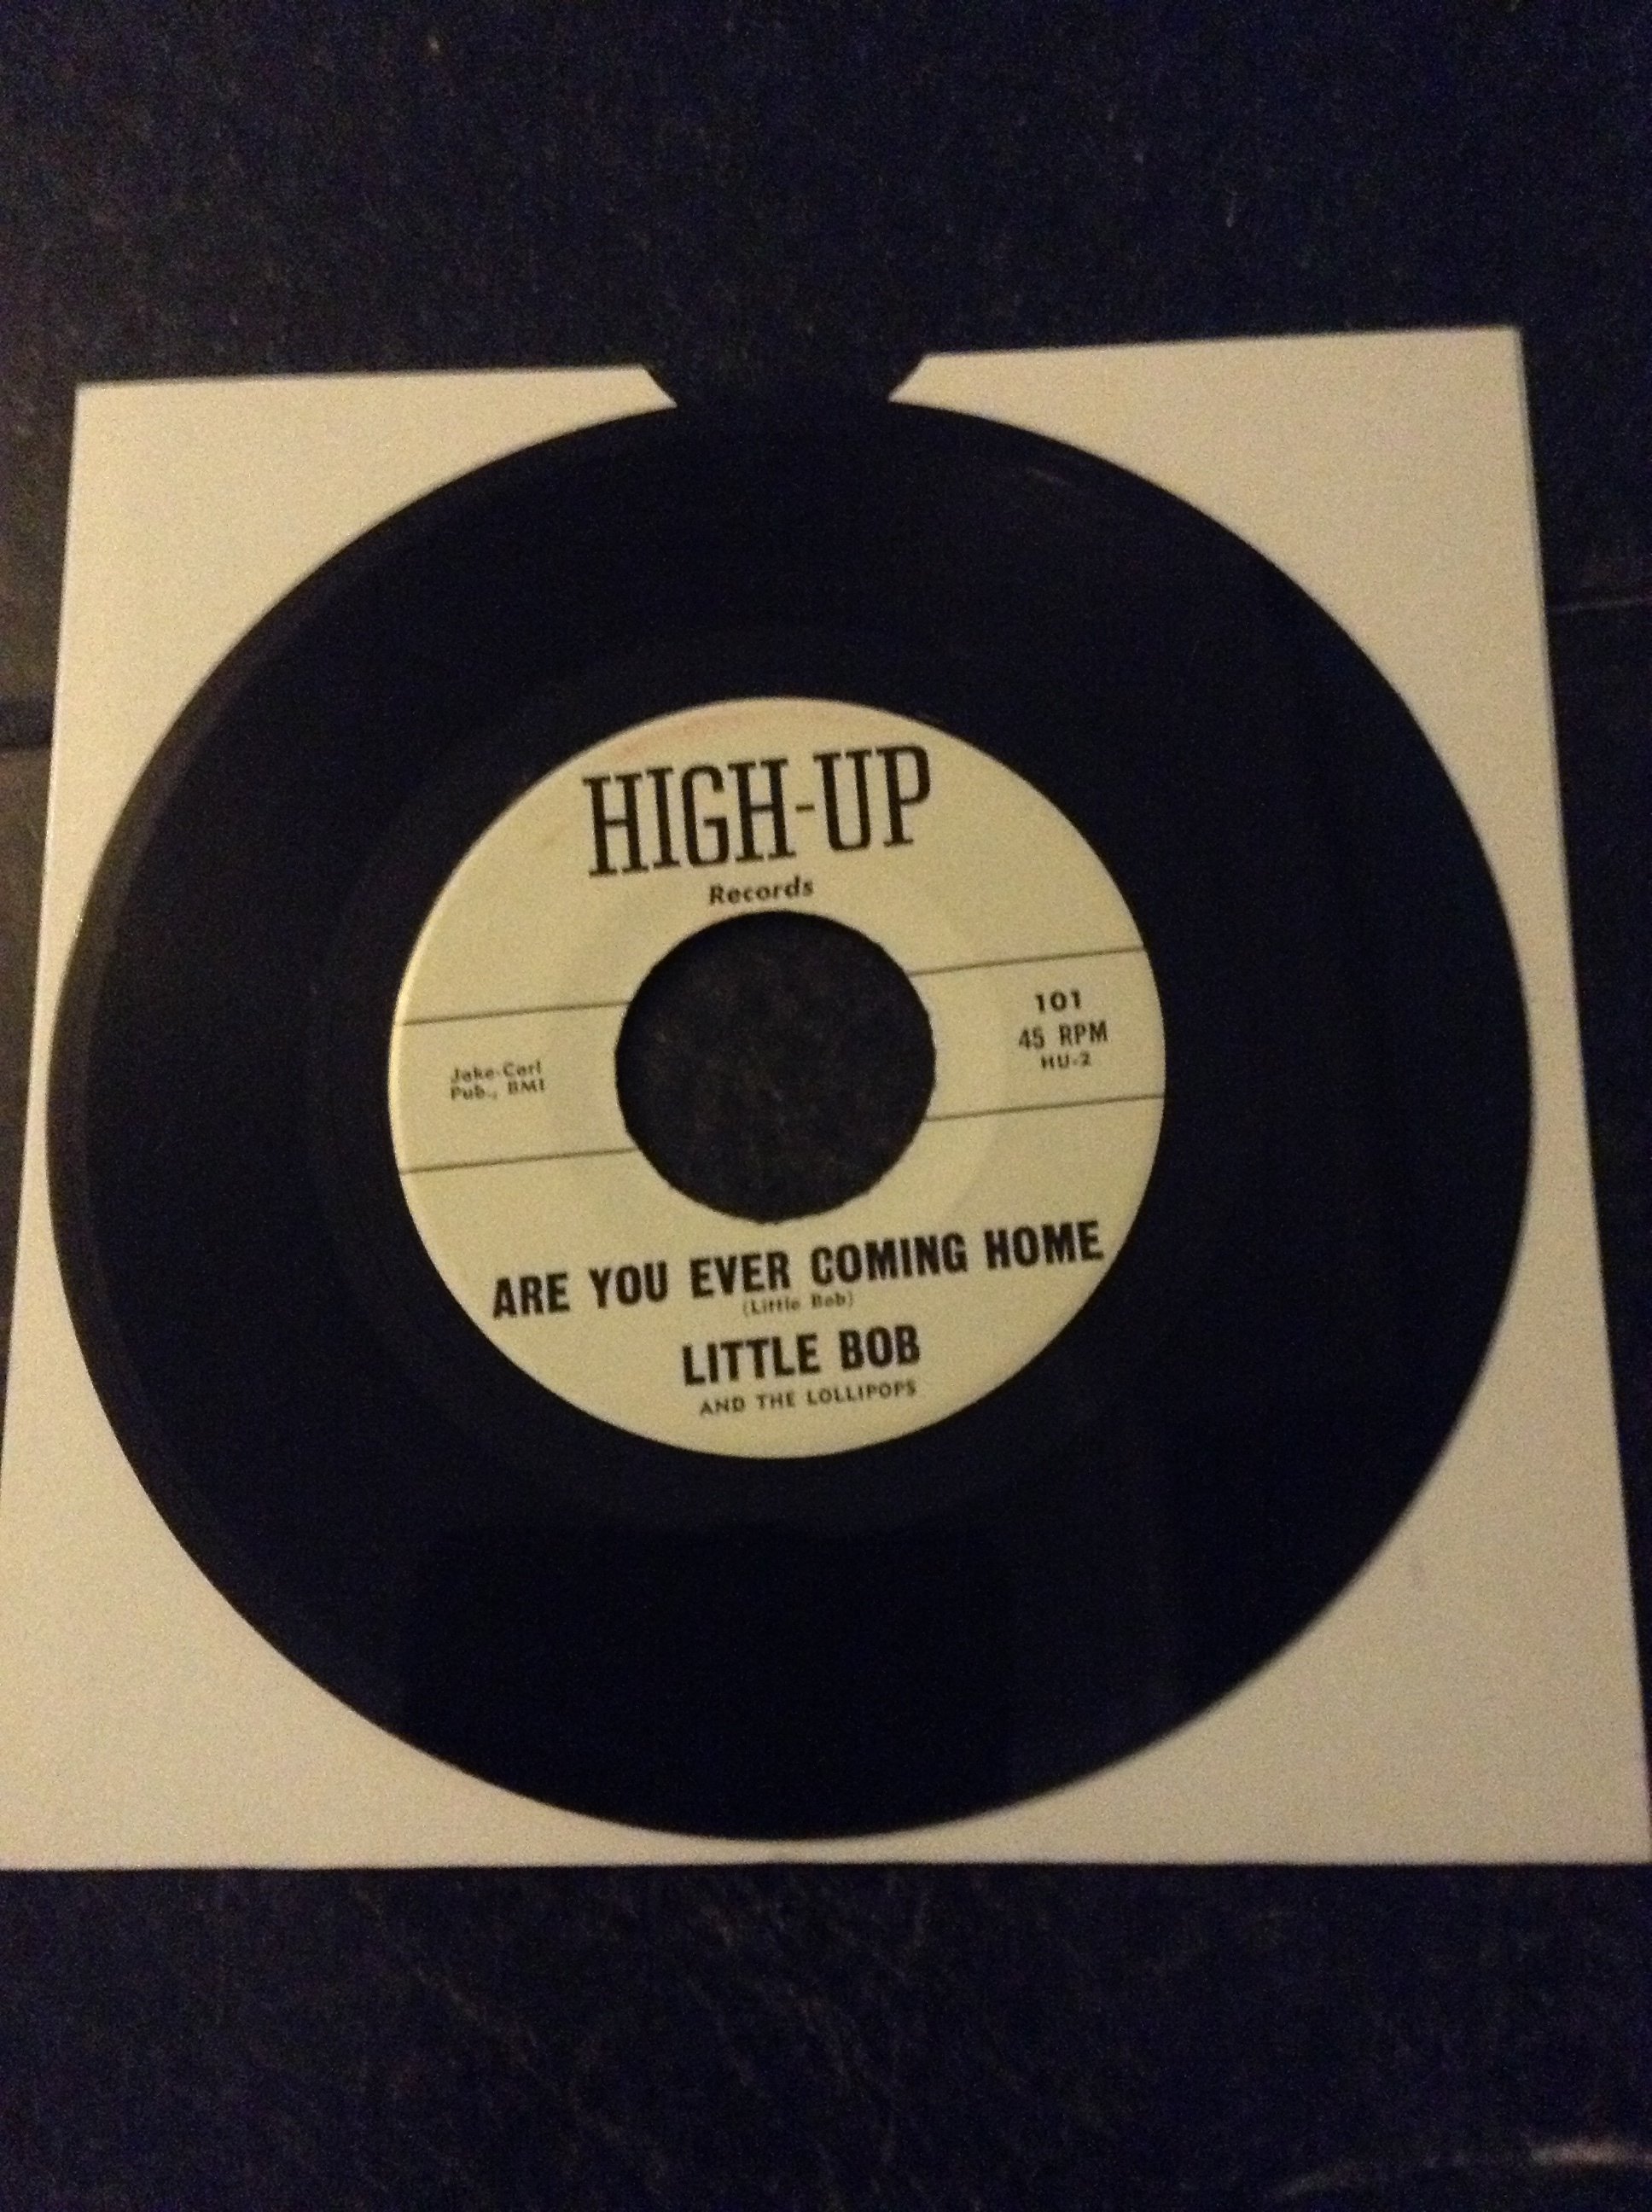 HIGH-UP
Records
Jake-Carl
Pub., BMI
101
45 RPM
HU-2
ARE YOU EVER COMING HOME
(Little Bob)
LITTLE BOB
AND THE LOLLIPOPS